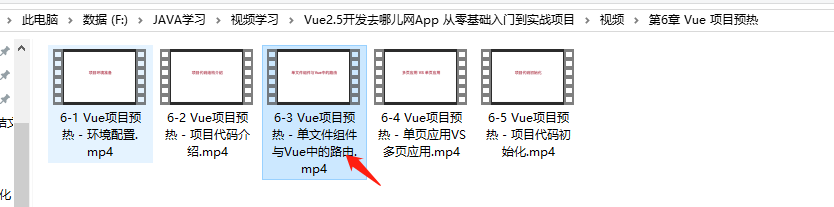 此电脑 > 数据 (F:) > JAVA学习 > 视频学习 > Vue2.5开发去哪儿网App 从零基础入门到实战项目 > 视频 > 第6章 Vue 项目预热
项目环境准备
项目代码结构介绍
单文件组件与Vue中的路由
多页应用 VS 单页应用
项目代码初始化
6-1 Vue项目预
热 - 环境配置.
mp4
6-2 Vue项目预
热 - 项目代码介
绍.mp4
6-3 Vue项目预
热 - 单文件组件
与Vue中的路由.
mp4
6-4 Vue项目预
热 - 单页应用VS
多页应用.mp4
6-5 Vue项目预
热 - 项目代码初
始化.mp4
化